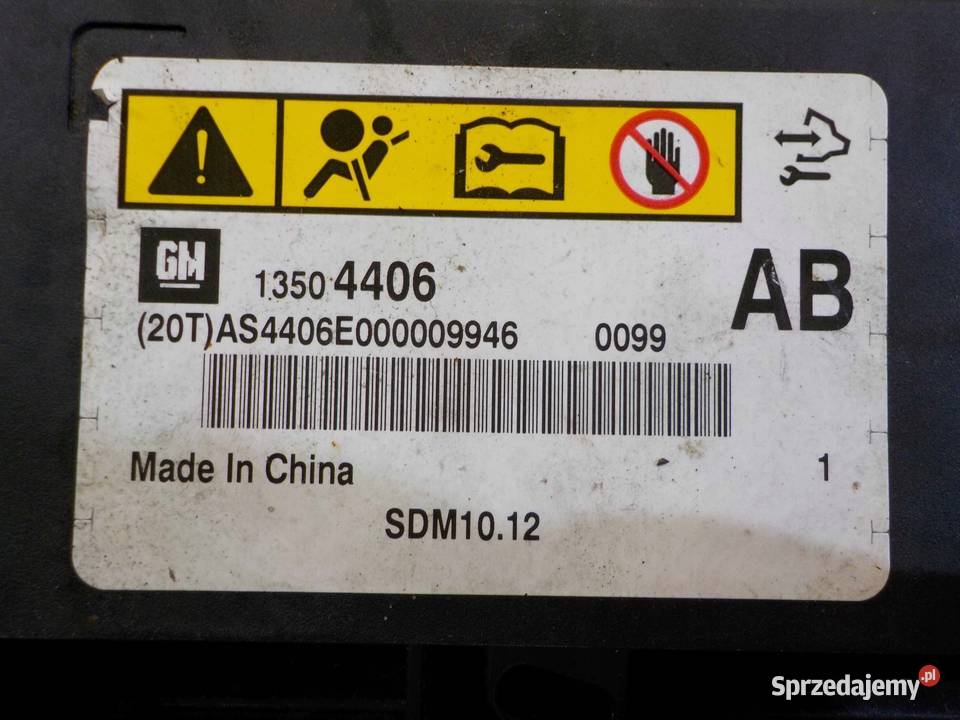 GM 13504406 AB
(20T)AS4406E000009946 0099
Made In China 1
SDM10.12
Sprzedajemy.pl